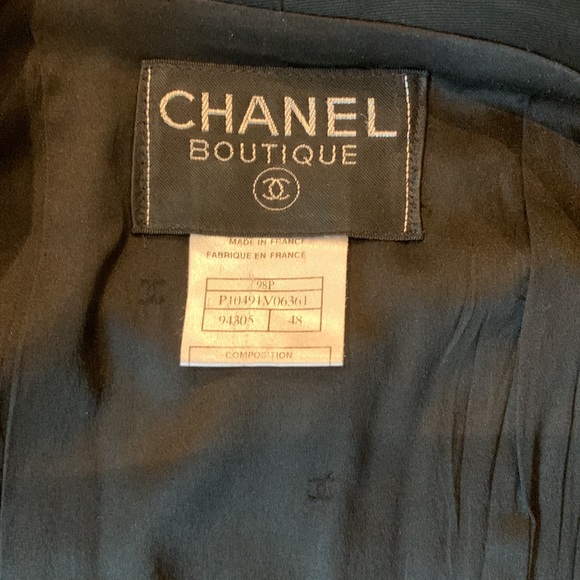 CHANEL
BOUTIQUE
MADE IN FRANCE
FABRIQUE EN FRANCE
98P
P10491V06361
94305 48
COMPOSITION